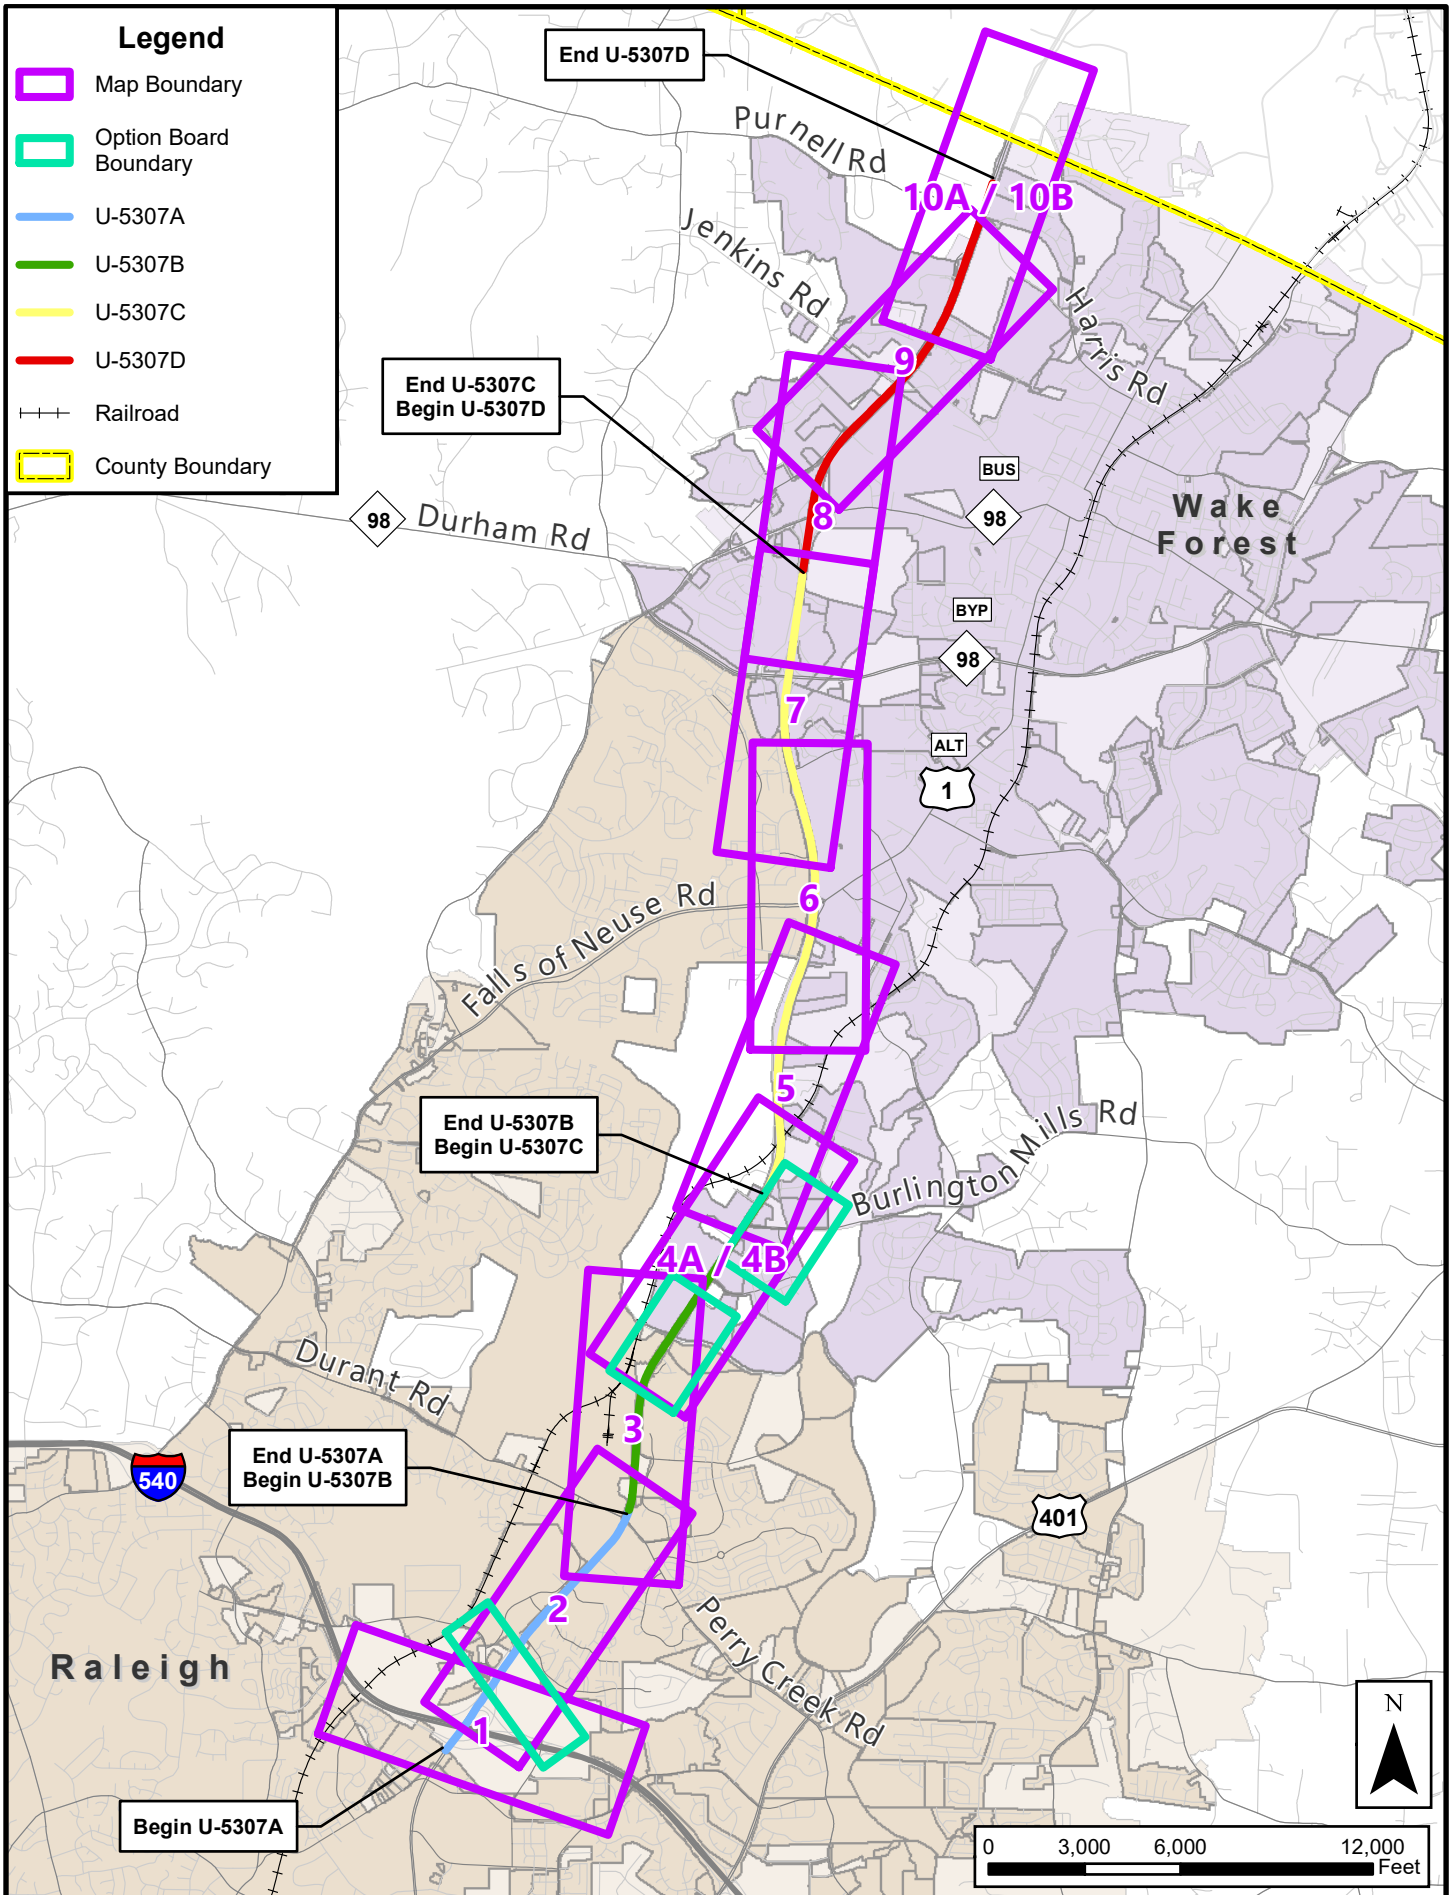 Legend
Map Boundary
Option Board
Boundary
U-5307A
U-5307B
U-5307C
U-5307D
Railroad
County Boundary
End U-5307D
Purnell Rd
10A / 10B
Jenkins Rd
Harris Rd
9
End U-5307C
Begin U-5307D
BUS
98
98
Durham Rd
8
Wake
Forest
BYP
98
7
ALT
1
6
Falls of Neuse Rd
5
End U-5307B
Begin U-5307C
Burlington Mills Rd
4A / 4B
Durant Rd
3
End U-5307A
Begin U-5307B
540
401
2
Perry Creek Rd
Raleigh
1
N
Begin U-5307A
0 3,000 6,000 12,000
Feet